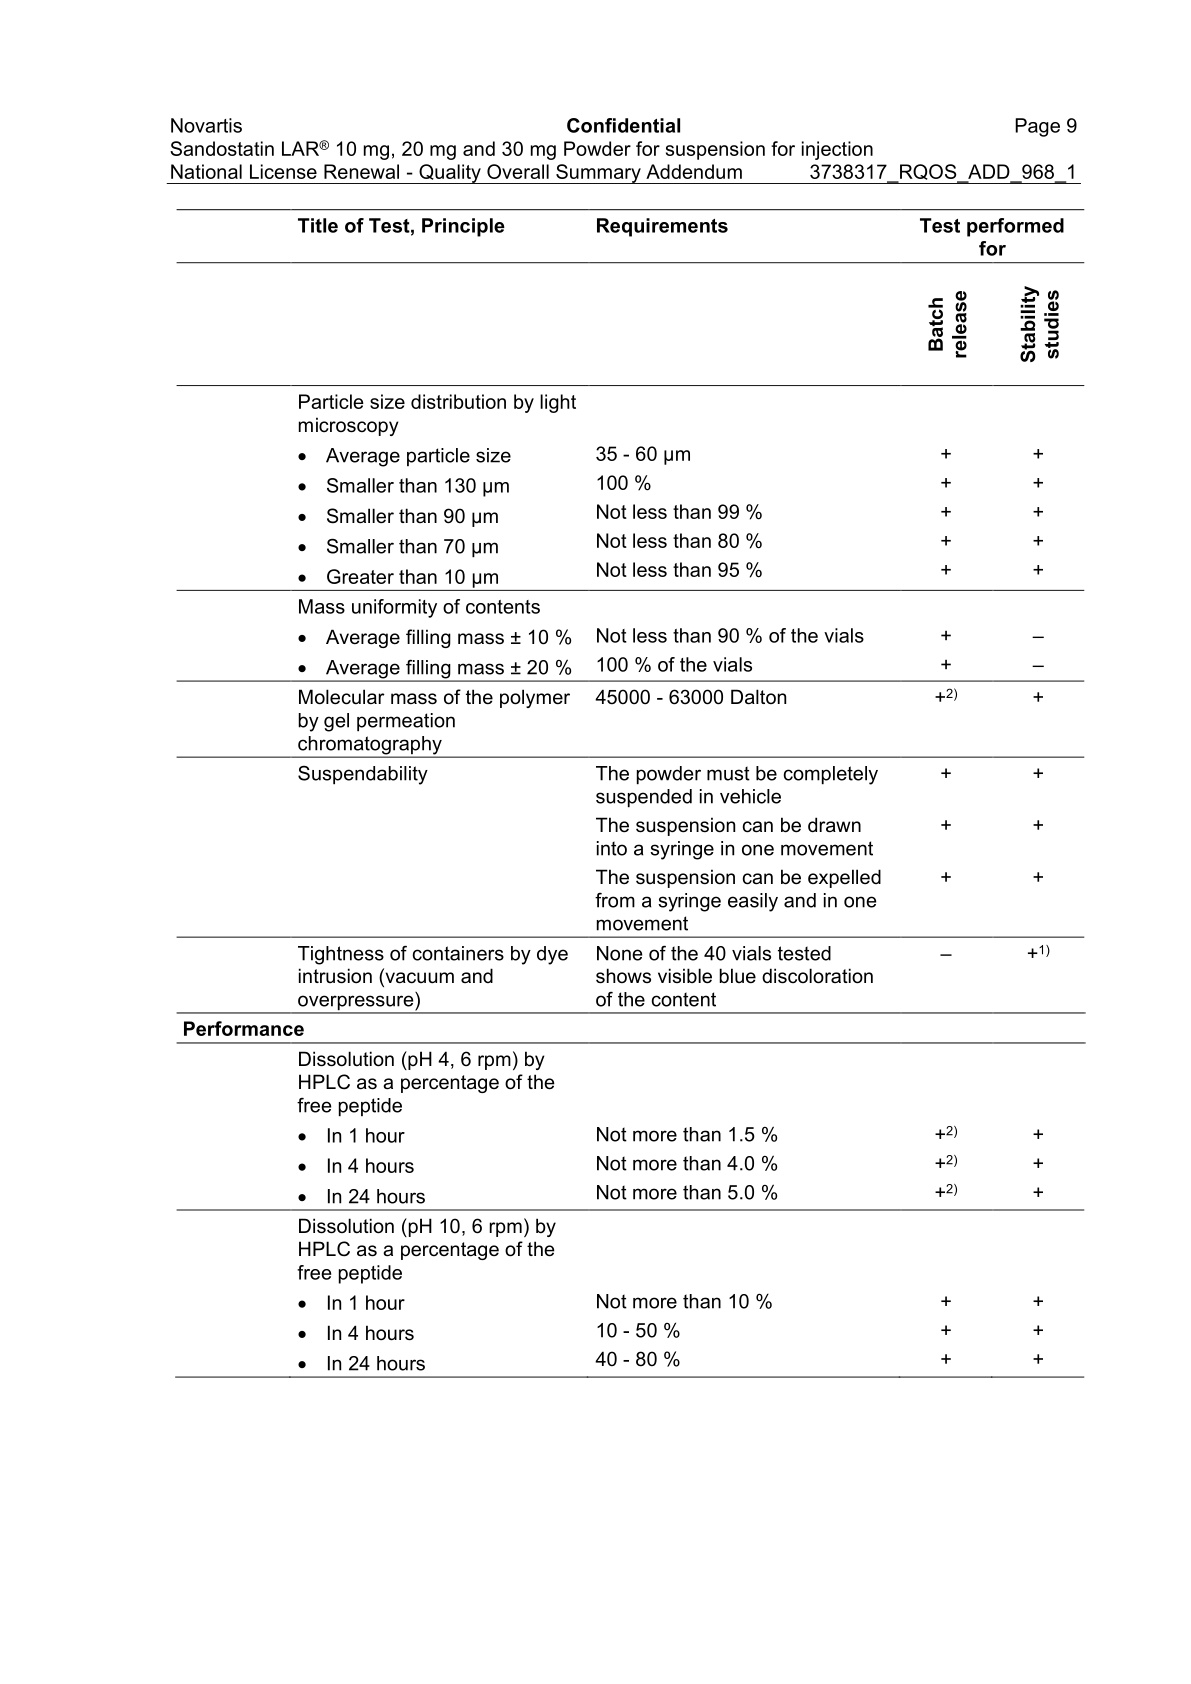 Novartis Confidential Page 9
Sandostatin LAR® 10 mg, 20 mg and 30 mg Powder for suspension for injection
National License Renewal - Quality Overall Summary Addendum 3738317_RQOS_ADD_968_1
Title of Test, Principle Requirements Test performed
for
Batch
release
Stability
studies
Particle size distribution by light
microscopy
• Average particle size 35 - 60 µm + +
• Smaller than 130 µm 100 % + +
• Smaller than 90 µm Not less than 99 % + +
• Smaller than 70 µm Not less than 80 % + +
• Greater than 10 µm Not less than 95 % + +
Mass uniformity of contents
• Average filling mass ± 10 % Not less than 90 % of the vials + –
• Average filling mass ± 20 % 100 % of the vials + –
Molecular mass of the polymer 45000 - 63000 Dalton +2) +
by gel permeation
chromatography
Suspendability The powder must be completely + +
suspended in vehicle
The suspension can be drawn + +
into a syringe in one movement
The suspension can be expelled + +
from a syringe easily and in one
movement
Tightness of containers by dye None of the 40 vials tested – +1)
intrusion (vacuum and shows visible blue discoloration
overpressure) of the content
Performance
Dissolution (pH 4, 6 rpm) by
HPLC as a percentage of the
free peptide
• In 1 hour Not more than 1.5 % +2) +
• In 4 hours Not more than 4.0 % +2) +
• In 24 hours Not more than 5.0 % +2) +
Dissolution (pH 10, 6 rpm) by
HPLC as a percentage of the
free peptide
• In 1 hour Not more than 10 % + +
• In 4 hours 10 - 50 % + +
• In 24 hours 40 - 80 % + +